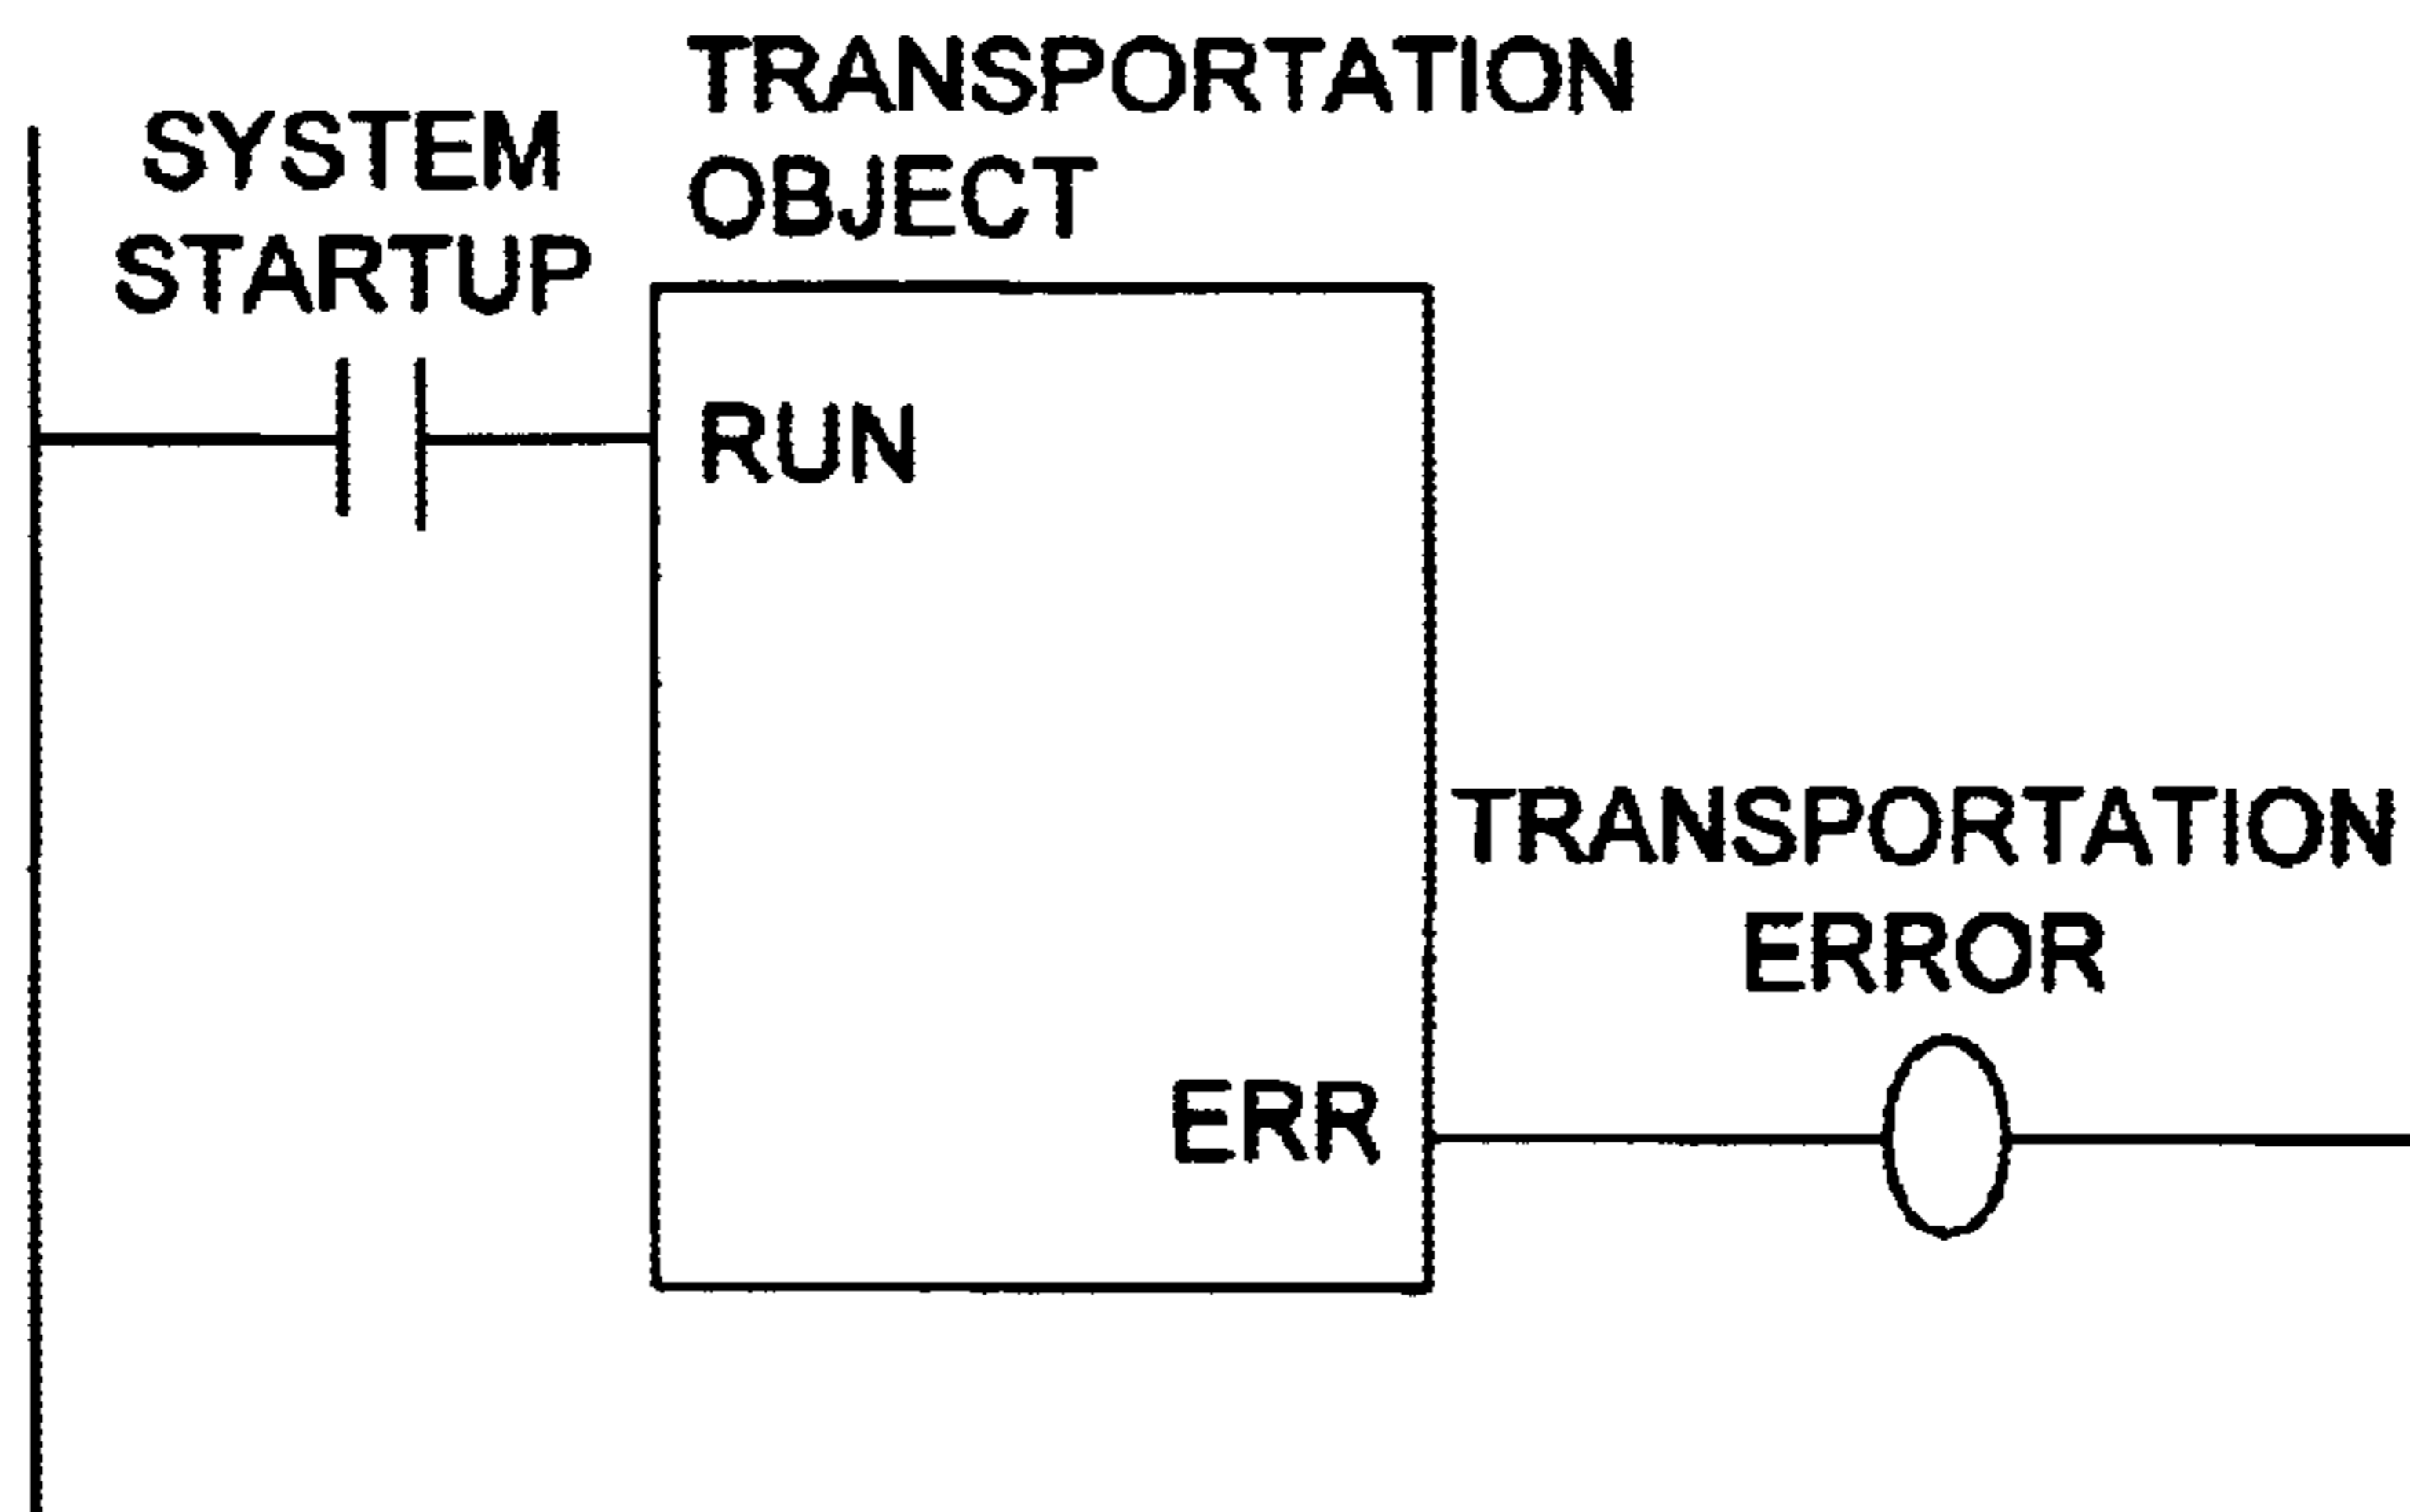 SYSTEM
STARTUP
TRANSPORTATION
OBJECT
RUN
TRANSPORTATION
ERROR
ERR